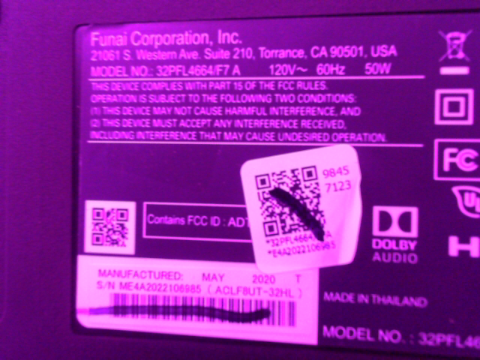 Funai Corporation, Inc.
21061 S. Western Ave. Suite 210, Torrance, CA 90501, USA
MODEL NO.: 32PFL4664/F7 A 120V~ 60Hz 50W
THIS DEVICE COMPLIES WITH PART 15 OF THE FCC RULES.
OPERATION IS SUBJECT TO THE FOLLOWING TWO CONDITIONS:
(1) THIS DEVICE MAY NOT CAUSE HARMFUL INTERFERENCE, AND
(2) THIS DEVICE MUST ACCEPT ANY INTERFERENCE RECEIVED,
INCLUDING INTERFERENCE THAT MAY CAUSE UNDESIRED OPERATION.
FC
9845
7123
Contains FCC ID :
DOLBY
AUDIO
MANUFACTURED: MAY 2020 T
S/N ME4A2022106985 (ACLF8UT-32HL)
MADE IN THAILAND
MODEL NO. : 32PFL4